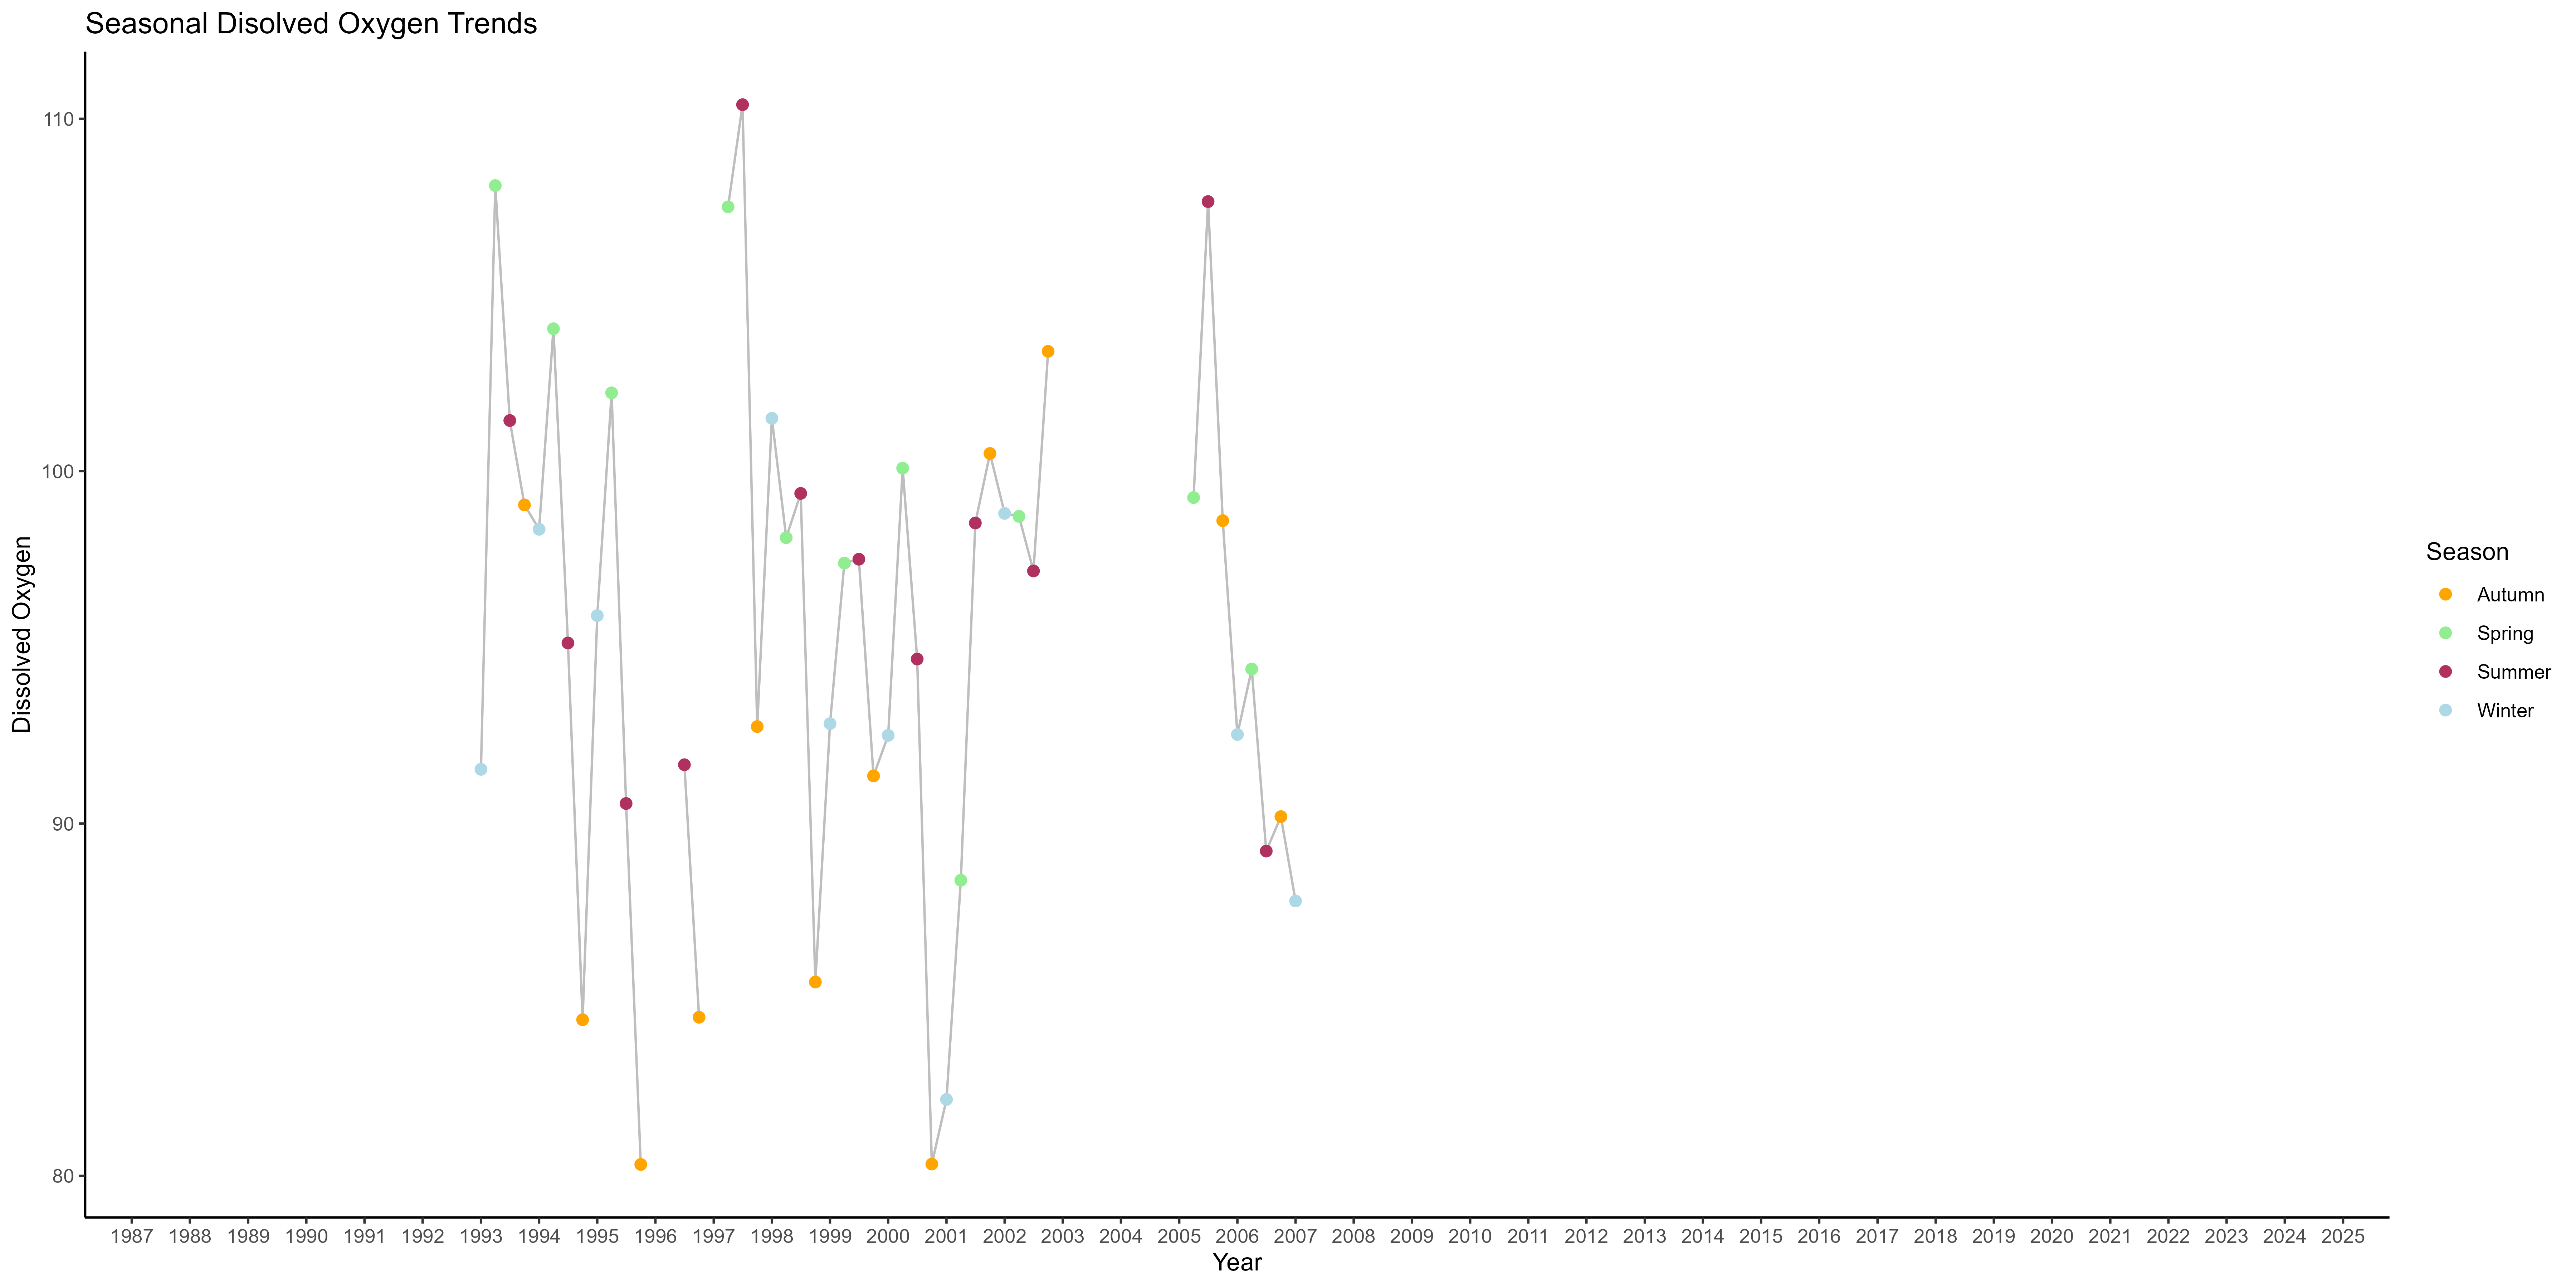 Seasonal Disolved Oxygen Trends
110
100
90
80
Dissolved Oxygen
1987 1988 1989 1990 1991 1992 1993 1994 1995 1996 1997 1998 1999 2000 2001 2002 2003 2004 2005 2006 2007 2008 2009 2010 2011 2012 2013 2014 2015 2016 2017 2018 2019 2020 2021 2022 2023 2024 2025
Year
Season
Autumn
Spring
Summer
Winter